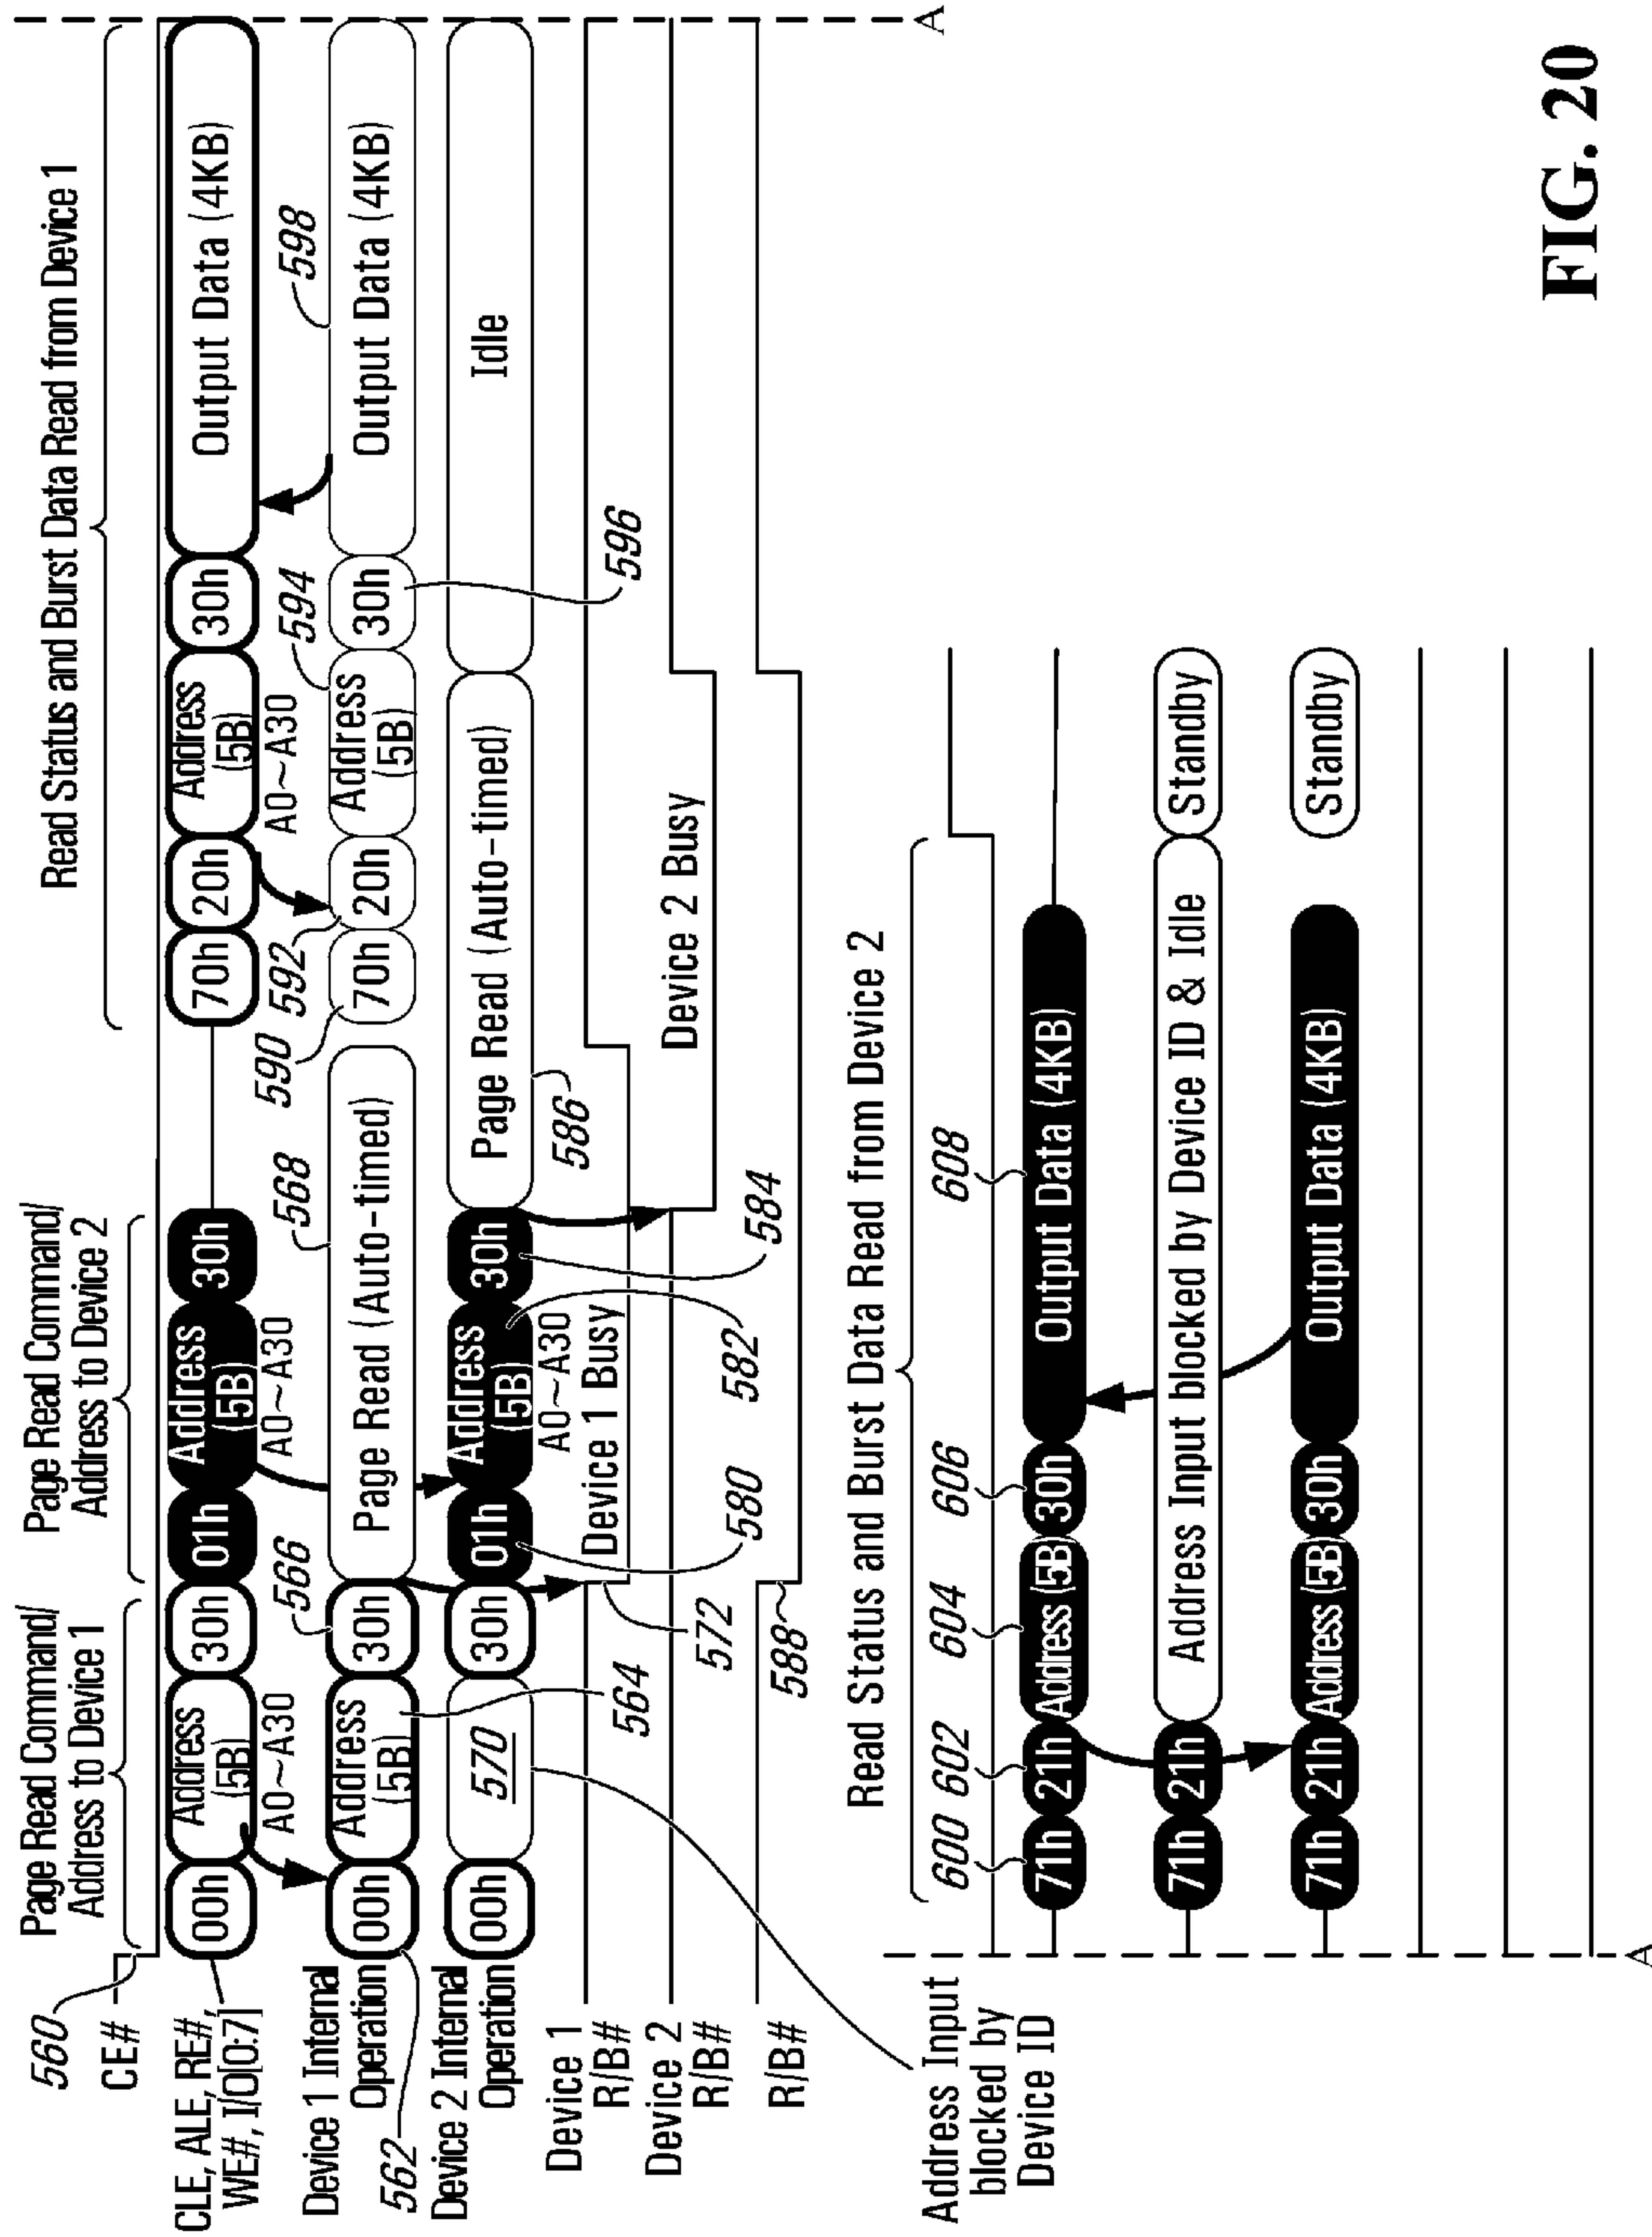 Page Read Command/
Address to Device 1
Page Read Command/
Address to Device 2
Read Status and Burst Data Read from Device 1
560
CE#
CLE, ALE, RE#,
WE#, I/O[0:7]
00h
Address
(5B)
30h
01h
Address
(5B)
30h
70h
20h
Address
(5B)
30h
Output Data (4KB)
A0~A30
A0~A30
A0~A30
566
568
590
592
594
598
Device 1 Internal
Operation
00h
Address
(5B)
30h
Page Read (Auto-timed)
70h
20h
Address
(5B)
30h
Output Data (4KB)
562
Device 2 Internal
Operation
00h
570
30h
01h
Address
(5B)
30h
Page Read (Auto-timed)
Idle
A0~A30
586
596
Device 1
R/B#
564
Device 1 Busy
Device 2
R/B#
572
580
582
584
Device 2 Busy
R/B#
588
A
Address Input
blocked by
Device ID
Read Status and Burst Data Read from Device 2
600
602
604
606
608
71h
21h
Address (5B)
30h
Output Data (4KB)
71h
21h
Address Input blocked by Device ID & Idle
Standby
71h
21h
Address (5B)
30h
Output Data (4KB)
Standby
A
FIG. 20